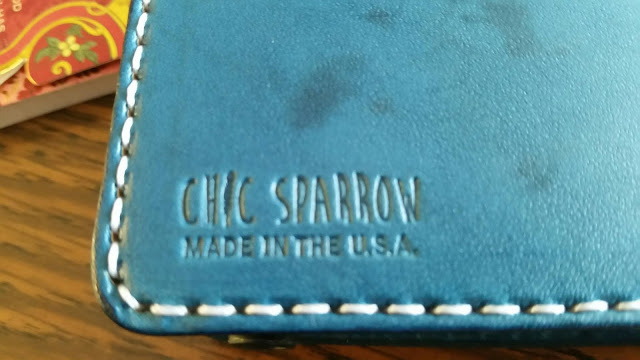 CHIC SPARROW
MADE IN THE U.S.A.